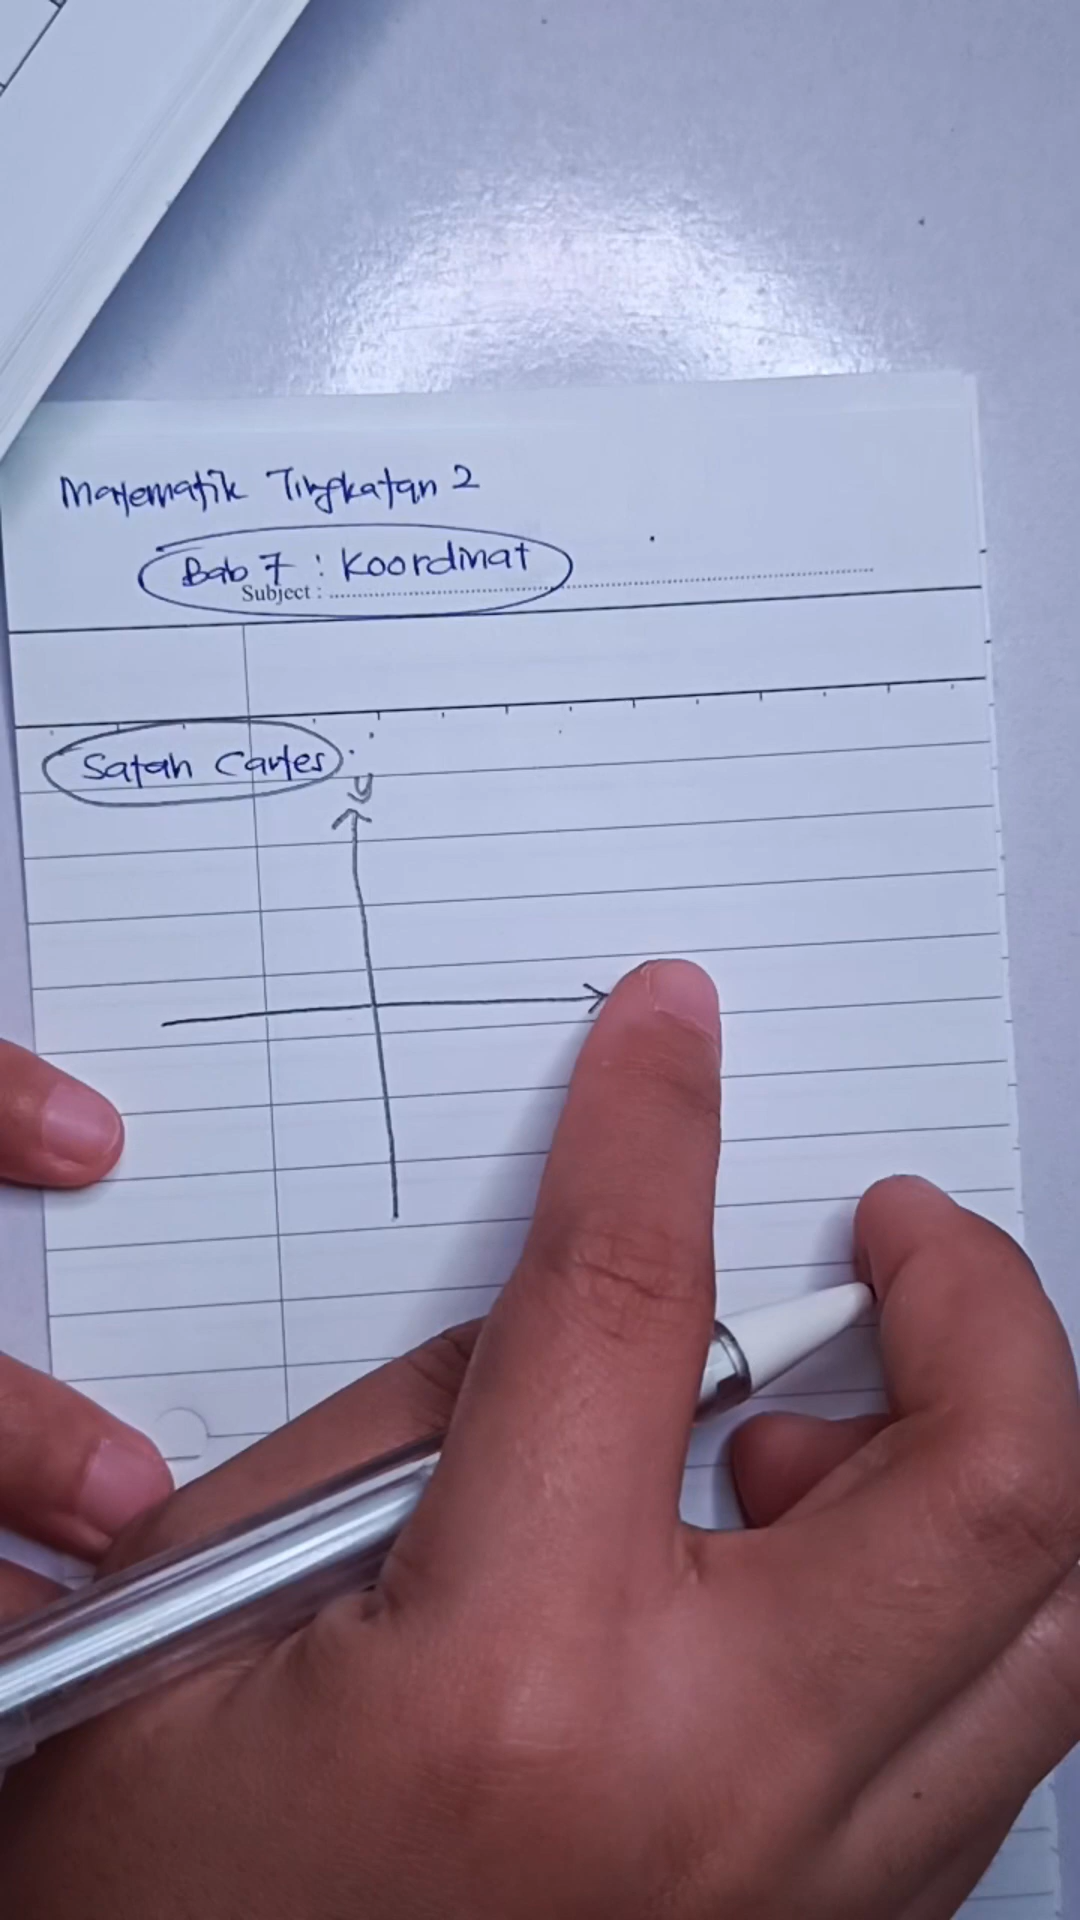 Matematik Tingkatan 2
Bab 7 : Koordinat
Subject :
Satah Cartes
y